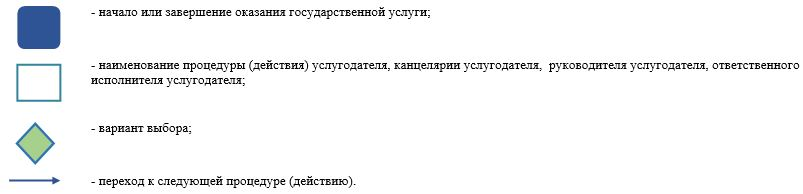 - начало или завершение оказания государственной услуги;
- наименование процедуры (действия) услугодателя, канцелярии услугодателя, руководителя услугодателя, ответственного
исполнителя услугодателя;
- вариант выбора;
- переход к следующей процедуре (действию).